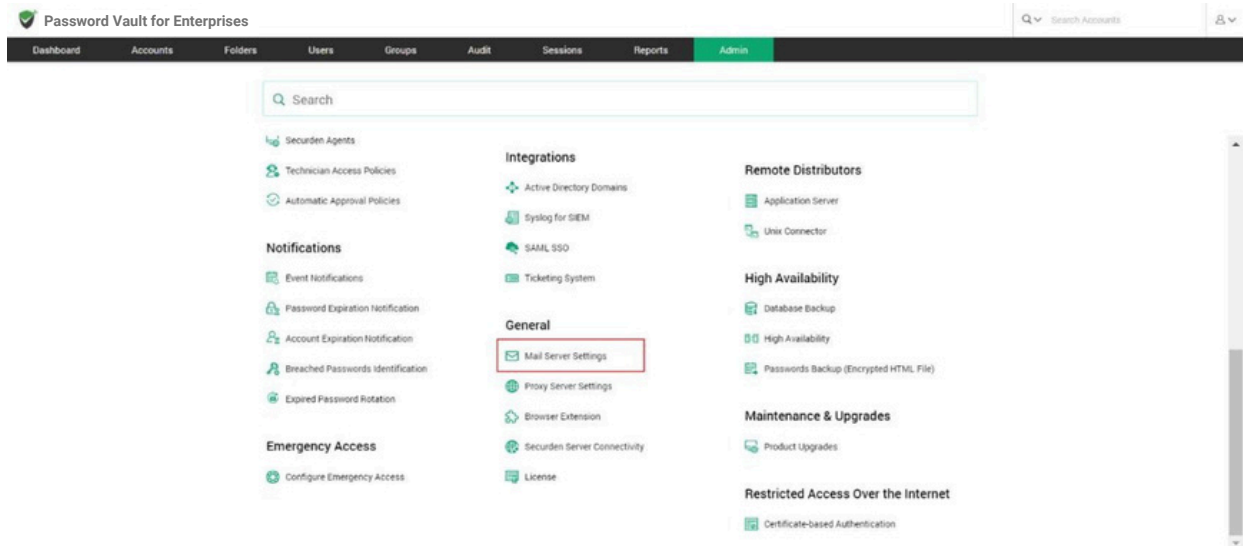 Password Vault for Enterprises
Search Accounts
Dashboard Accounts Folders Users Groups Audit Sessions Reports Admin
Search
Securden Agents
Technician Access Policies
Automatic Approval Policies
Notifications
Event Notifications
Password Expiration Notification
Account Expiration Notification
Breached Passwords Identification
Expired Password Rotation
Emergency Access
Configure Emergency Access
Integrations
Active Directory Domains
Syslog for SIEM
SAML SSO
Ticketing System
General
Mail Server Settings
Proxy Server Settings
Browser Extension
Securden Server Connectivity
License
Remote Distributors
Application Server
Unix Connector
High Availability
Database Backup
High Availability
Passwords Backup (Encrypted HTML File)
Maintenance & Upgrades
Product Upgrades
Restricted Access Over the Internet
Certificate-based Authentication